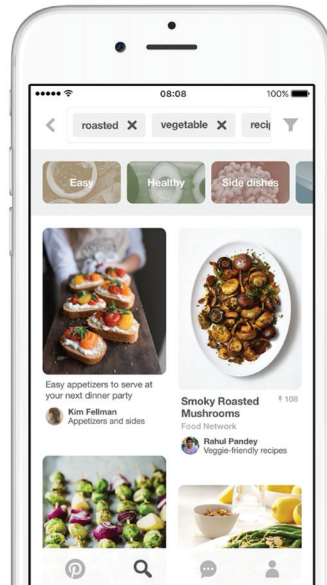 08:08
100%
roasted X vegetable X
Easy
Healthy
Side dishes
Easy appetizers to serve at
your next dinner party
Kim Fellman
Appetizers and sides
Smoky Roasted
Mushrooms
108
Food Network
Rahul Pandey
Veggie-friendly recipes